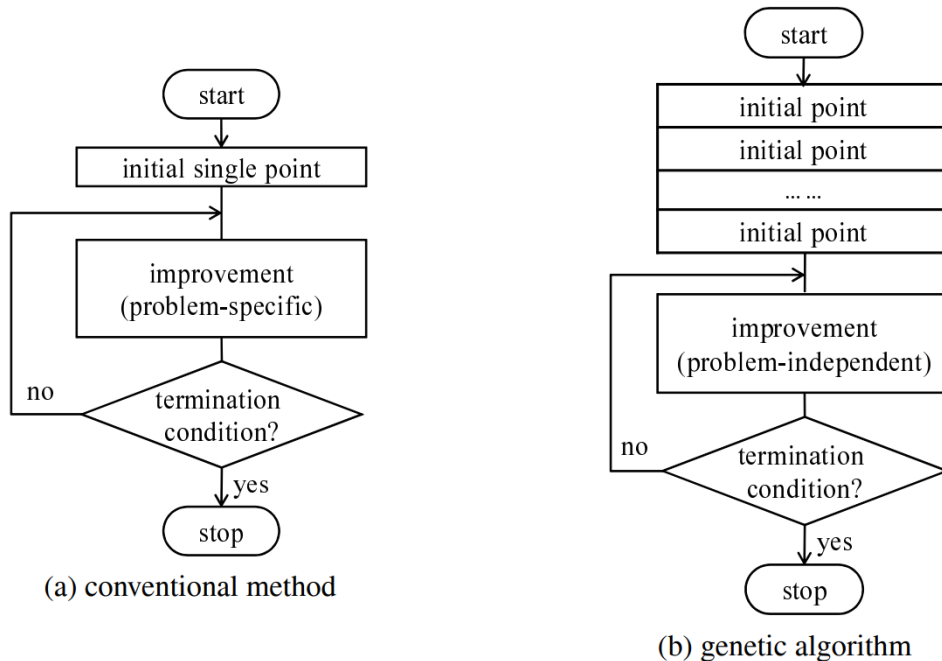 start
initial single point
improvement
(problem-specific)
no
termination
condition?
yes
stop
(a) conventional method
start
initial point
initial point
... ...
initial point
improvement
(problem-independent)
no
termination
condition?
yes
stop
(b) genetic algorithm